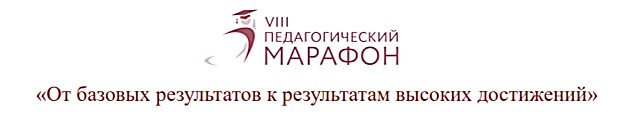 VIII
ПЕДАГОГИЧЕСКИЙ
МАРАФОН
«От базовых результатов к результатам высоких достижений»